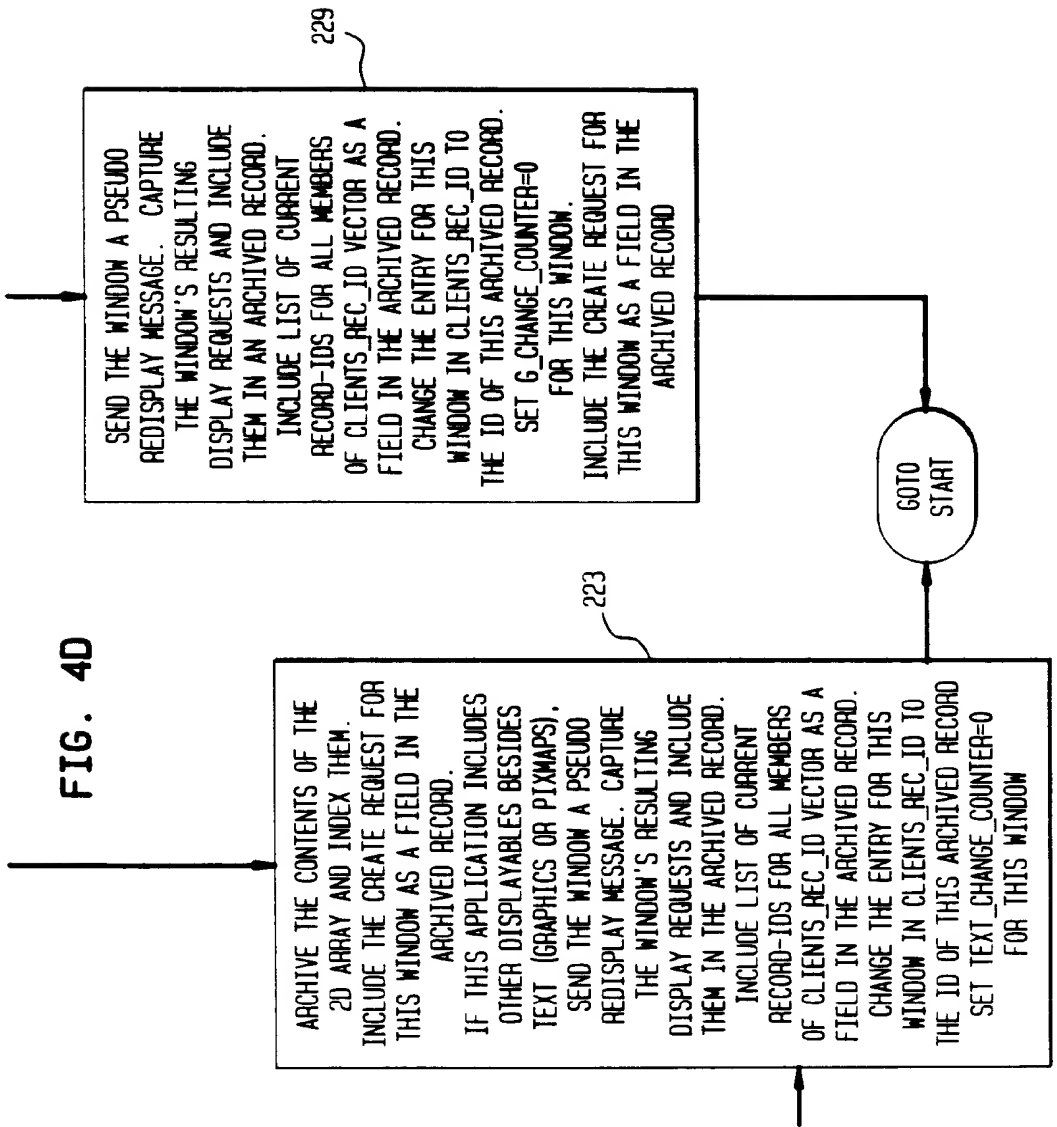 FIG. 4D
ARCHIVE THE CONTENTS OF THE
2D ARRAY AND INDEX THEM.
INCLUDE THE CREATE REQUEST FOR
THIS WINDOW AS A FIELD IN THE
ARCHIVED RECORD.
IF THIS APPLICATION INCLUDES
OTHER DISPLAYABLES BESIDES
TEXT (GRAPHICS OR PIXMAPS),
SEND THE WINDOW A PSEUDO
REDISPLAY MESSAGE. CAPTURE
THE WINDOW'S RESULTING
DISPLAY REQUESTS AND INCLUDE
THEM IN THE ARCHIVED RECORD.
INCLUDE LIST OF CURRENT
RECORD-IDS FOR ALL MEMBERS
OF CLIENTS_REC_ID VECTOR AS A
FIELD IN THE ARCHIVED RECORD.
CHANGE THE ENTRY FOR THIS
WINDOW IN CLIENTS_REC_ID TO
THE ID OF THIS ARCHIVED RECORD
SET TEXT_CHANGE_COUNTER=0
FOR THIS WINDOW
223
SEND THE WINDOW A PSEUDO
REDISPLAY MESSAGE. CAPTURE
THE WINDOW'S RESULTING
DISPLAY REQUESTS AND INCLUDE
THEM IN AN ARCHIVED RECORD.
INCLUDE LIST OF CURRENT
RECORD-IDS FOR ALL MEMBERS
OF CLIENTS_REC_ID VECTOR AS A
FIELD IN THE ARCHIVED RECORD.
CHANGE THE ENTRY FOR THIS
WINDOW IN CLIENTS_REC_ID TO
THE ID OF THIS ARCHIVED RECORD.
SET G_CHANGE_COUNTER=0
FOR THIS WINDOW.
INCLUDE THE CREATE REQUEST FOR
THIS WINDOW AS A FIELD IN THE
ARCHIVED RECORD
229
GOTO
START